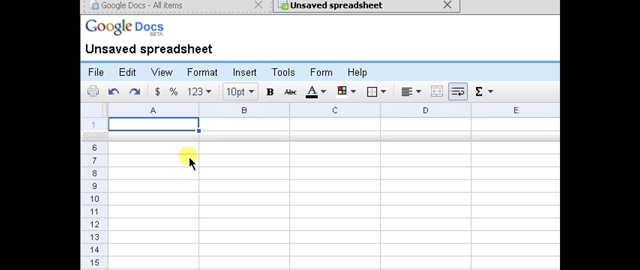 Google Docs - All items
Unsaved spreadsheet
Google Docs
BETA
Unsaved spreadsheet
File Edit View Format Insert Tools Form Help
$ % 123 10pt B Abc A Σ
A B C D E
1
6
7
8
9
10
11
12
13
14
15